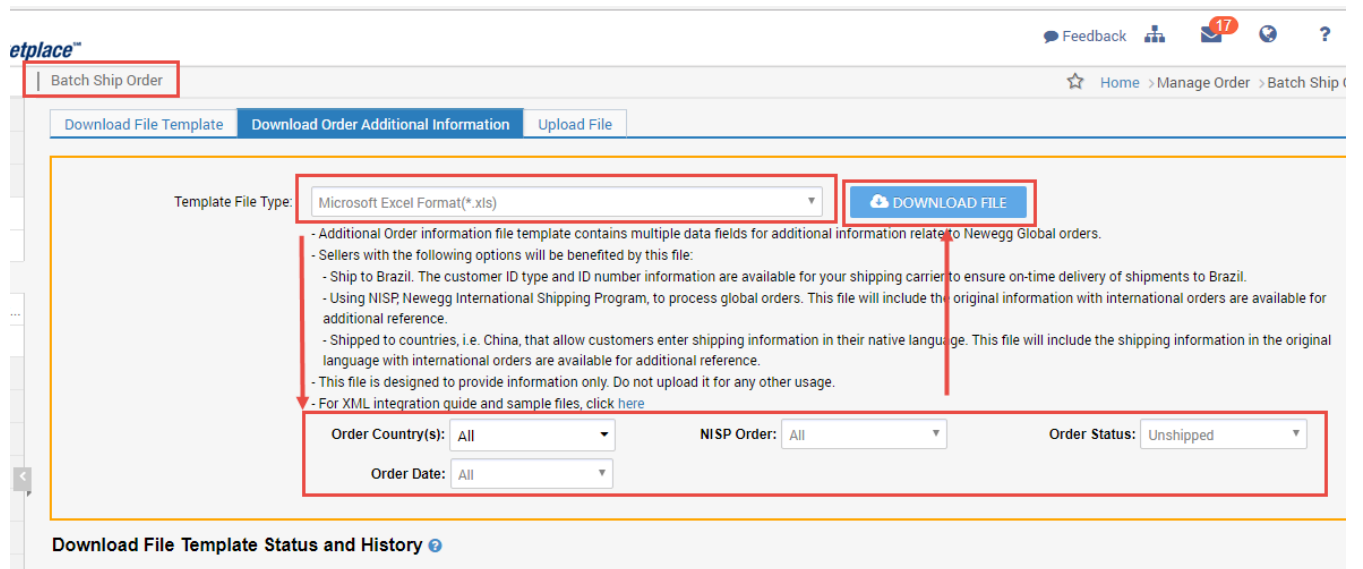 Feedback 17 ?
etplace℠
Batch Ship Order
Home > Manage Order > Batch Ship
Download File Template Download Order Additional Information Upload File
Template File Type: Microsoft Excel Format(*.xls) DOWNLOAD FILE
- Additional Order information file template contains multiple data fields for additional information relate to Newegg Global orders.
- Sellers with the following options will be benefited by this file:
- Ship to Brazil. The customer ID type and ID number information are available for your shipping carrier to ensure on-time delivery of shipments to Brazil.
- Using NISP, Newegg International Shipping Program, to process global orders. This file will include the original information with international orders are available for
additional reference.
- Shipped to countries, i.e. China, that allow customers enter shipping information in their native language. This file will include the shipping information in the original
language with international orders are available for additional reference.
- This file is designed to provide information only. Do not upload it for any other usage.
- For XML integration guide and sample files, click here
Order Country(s): All NISP Order: All Order Status: Unshipped
Order Date: All
Download File Template Status and History ?